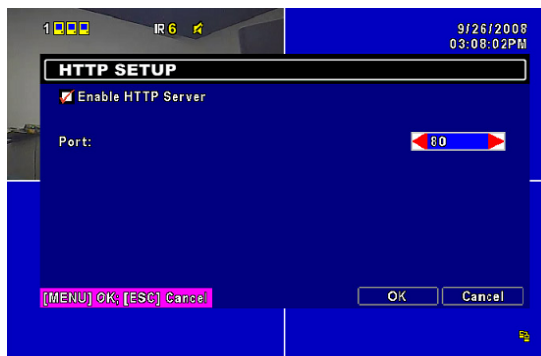 1 IR 6 9/26/2008
03:08:02PM
HTTP SETUP
Enable HTTP Server
Port: 80
[MENU] OK; [ESC] Cancel OK Cancel